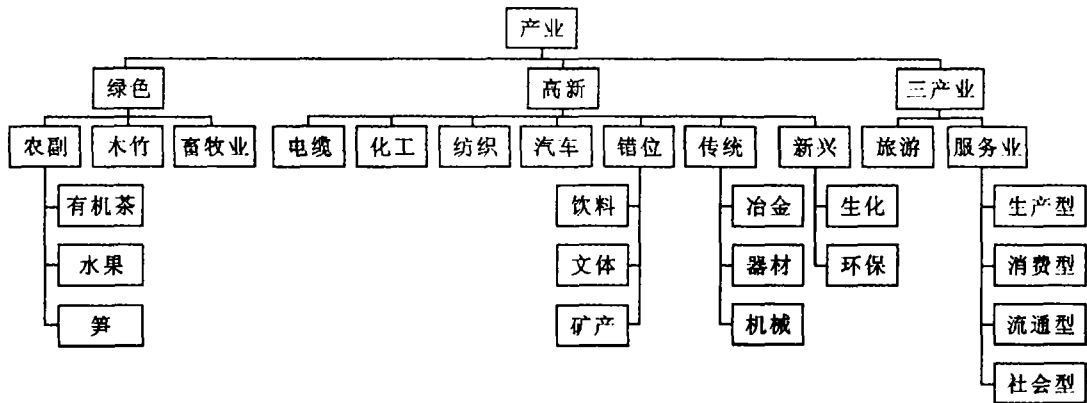 产业
绿色 高新 三产业
农副 木竹 畜牧业 电缆 化工 纺织 汽车 错位 传统 新兴 旅游 服务业
有机茶 饮料 冶金 生化 生产型
水果 文体 器材 环保 消费型
笋 矿产 机械 流通型
社会型